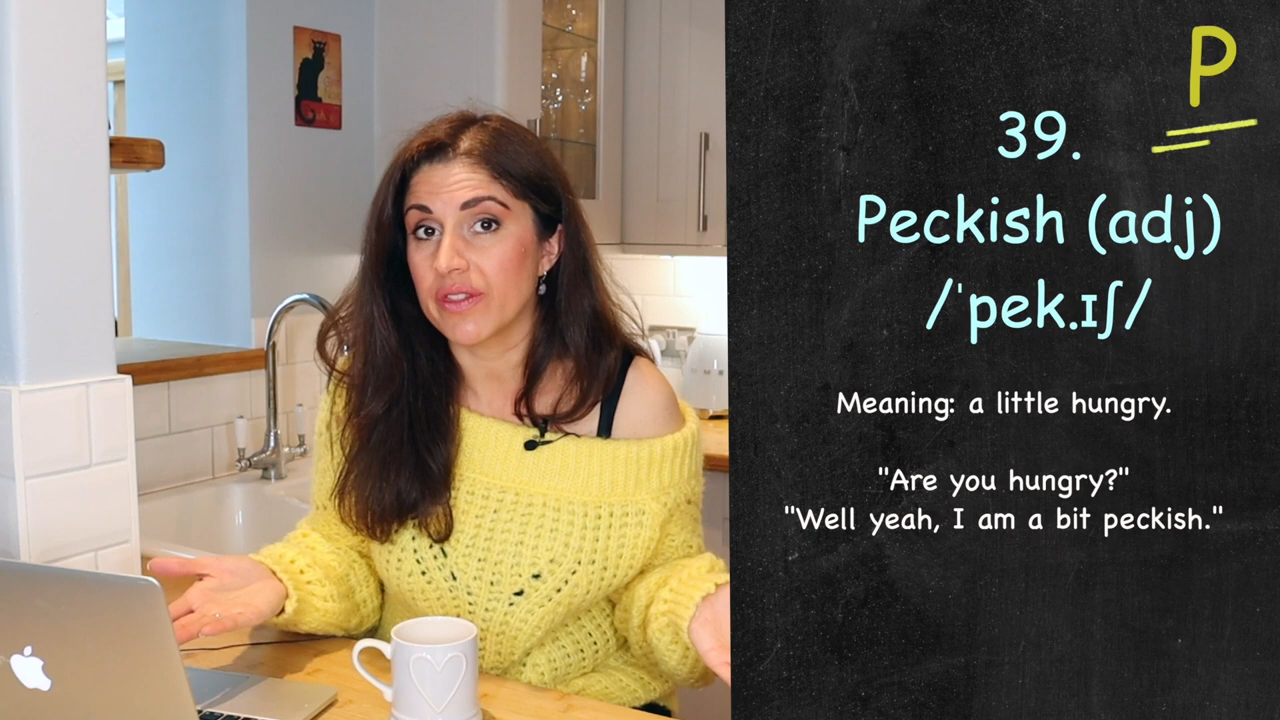 P
39.
Peckish (adj)
/ˈpek.ɪʃ/
Meaning: a little hungry.
"Are you hungry?"
"Well yeah, I am a bit peckish."